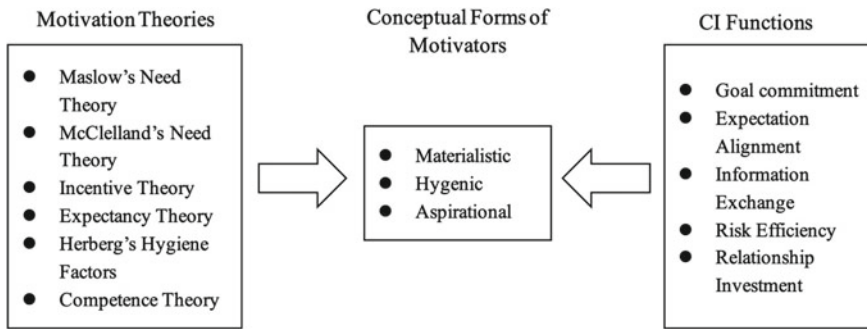 Motivation Theories
● Maslow's Need
Theory
● McClelland's Need
Theory
● Incentive Theory
● Expectancy Theory
● Herberg's Hygiene
Factors
● Competence Theory
Conceptual Forms of
Motivators
● Materialistic
● Hygenic
● Aspirational
CI Functions
● Goal commitment
● Expectation
Alignment
● Information
Exchange
● Risk Efficiency
● Relationship
Investment